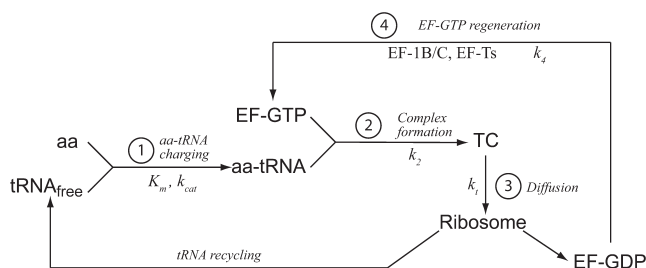 4 EF-GTP regeneration
EF-1B/C, EF-Ts k4
EF-GTP
2 Complex
formation
k2
TC
aa
1 aa-tRNA
charging
Km, kcat
aa-tRNA
tRNAfree
kt 3 Diffusion
Ribosome
tRNA recycling
EF-GDP